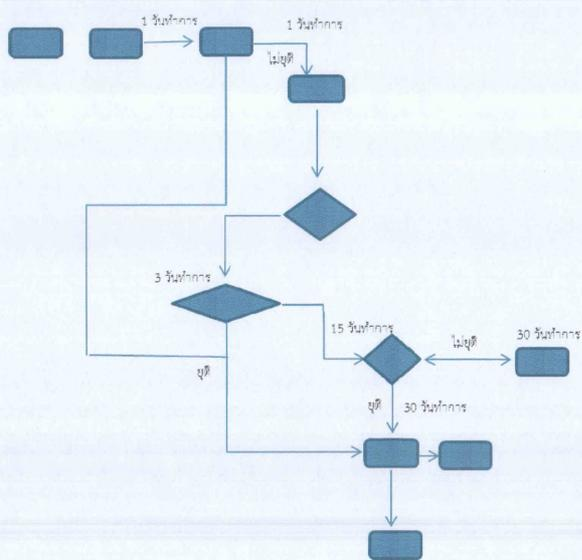 1 วันทำการ
1 วันทำการ
ไม่ยุติ
3 วันทำการ
15 วันทำการ
ไม่ยุติ
30 วันทำการ
ยุติ
ยุติ
30 วันทำการ